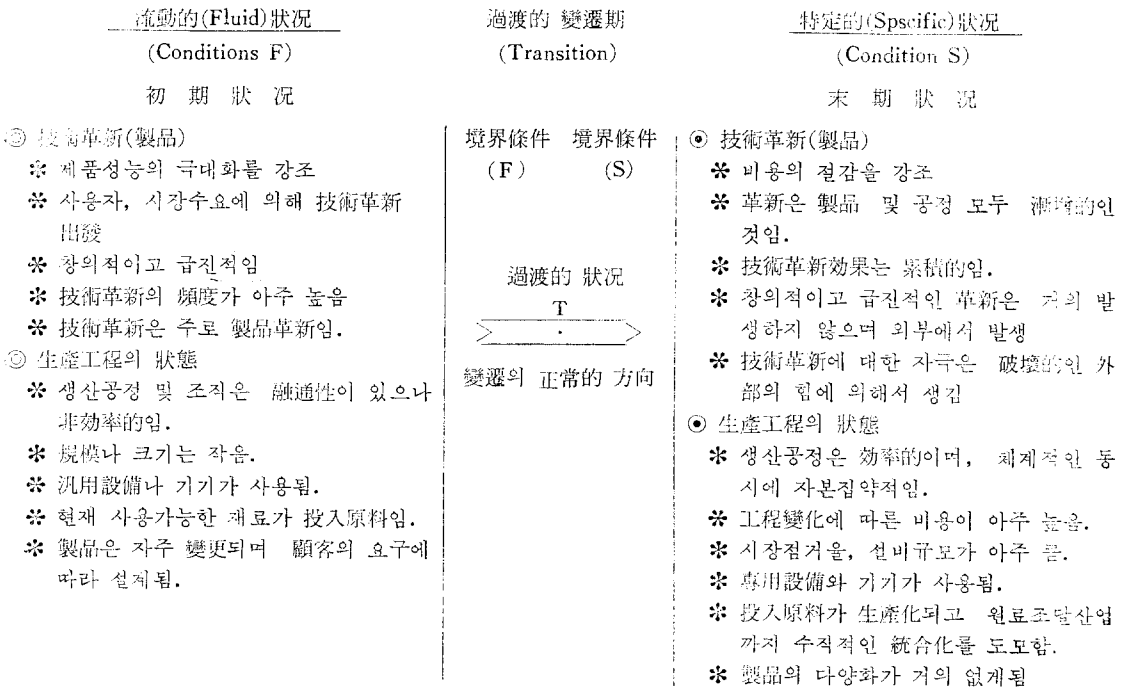 流動的(Fluid)狀況
(Conditions F)
初 期 狀 況
◎ 技術革新(製品)
✻ 제품성능의 극대화를 강조
✻ 사용자, 시장수요에 의해 技術革新
出發
✻ 창의적이고 급진적임
✻ 技術革新의 頻度가 아주 높음
✻ 技術革新은 주로 製品革新임.
◎ 生產工程의 狀態
✻ 생산공정 및 조직은 融通性이 있으나
非効率的임.
✻ 規模나 크기는 작음.
✻ 汎用設備나 기기가 사용됨.
✻ 현재 사용가능한 재료가 投入原料임.
✻ 製品은 자주 變更되며 顧客의 요구에
따라 설계됨.
過渡的 變遷期
(Transition)
境界條件 境界條件
(F) (S)
過渡的 狀况
T
變遷의 正常的 方向
特定的(Spscific)狀況
(Condition S)
末 期 狀 況
◉ 技術革新(製品)
✻ 비용의 절감을 강조
✻ 革新은 製品 및 공정 모두 漸增的인
것임.
✻ 技術革新効果는 累積的임.
✻ 창의적이고 급진적인 革新은 거의 발
생하지 않으며 외부에서 발생
✻ 技術革新에 대한 자극은 破壞的인 外
部의 힘에 의해서 생김
◉ 生產工程의 狀態
✻ 생산공정은 効率的이며, 체계적인 동
시에 자본집약적임.
✻ 工程變化에 따른 비용이 아주 높음.
✻ 시장점거율, 설비규모가 아주 큼.
✻ 專用設備와 기기가 사용됨.
✻ 投入原料가 生產化되고 원료조달산업
까지 수직적인 統合化를 도모함.
✻ 製品의 다양화가 거의 없게됨